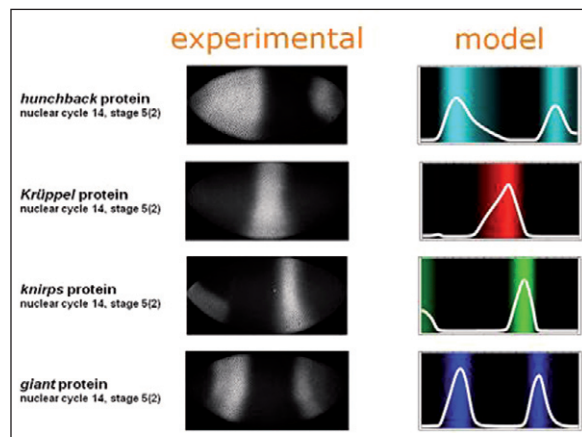 experimental model
hunchback protein
nuclear cycle 14, stage 5(2)
Krüppel protein
nuclear cycle 14, stage 5(2)
knirps protein
nuclear cycle 14, stage 5(2)
giant protein
nuclear cycle 14, stage 5(2)